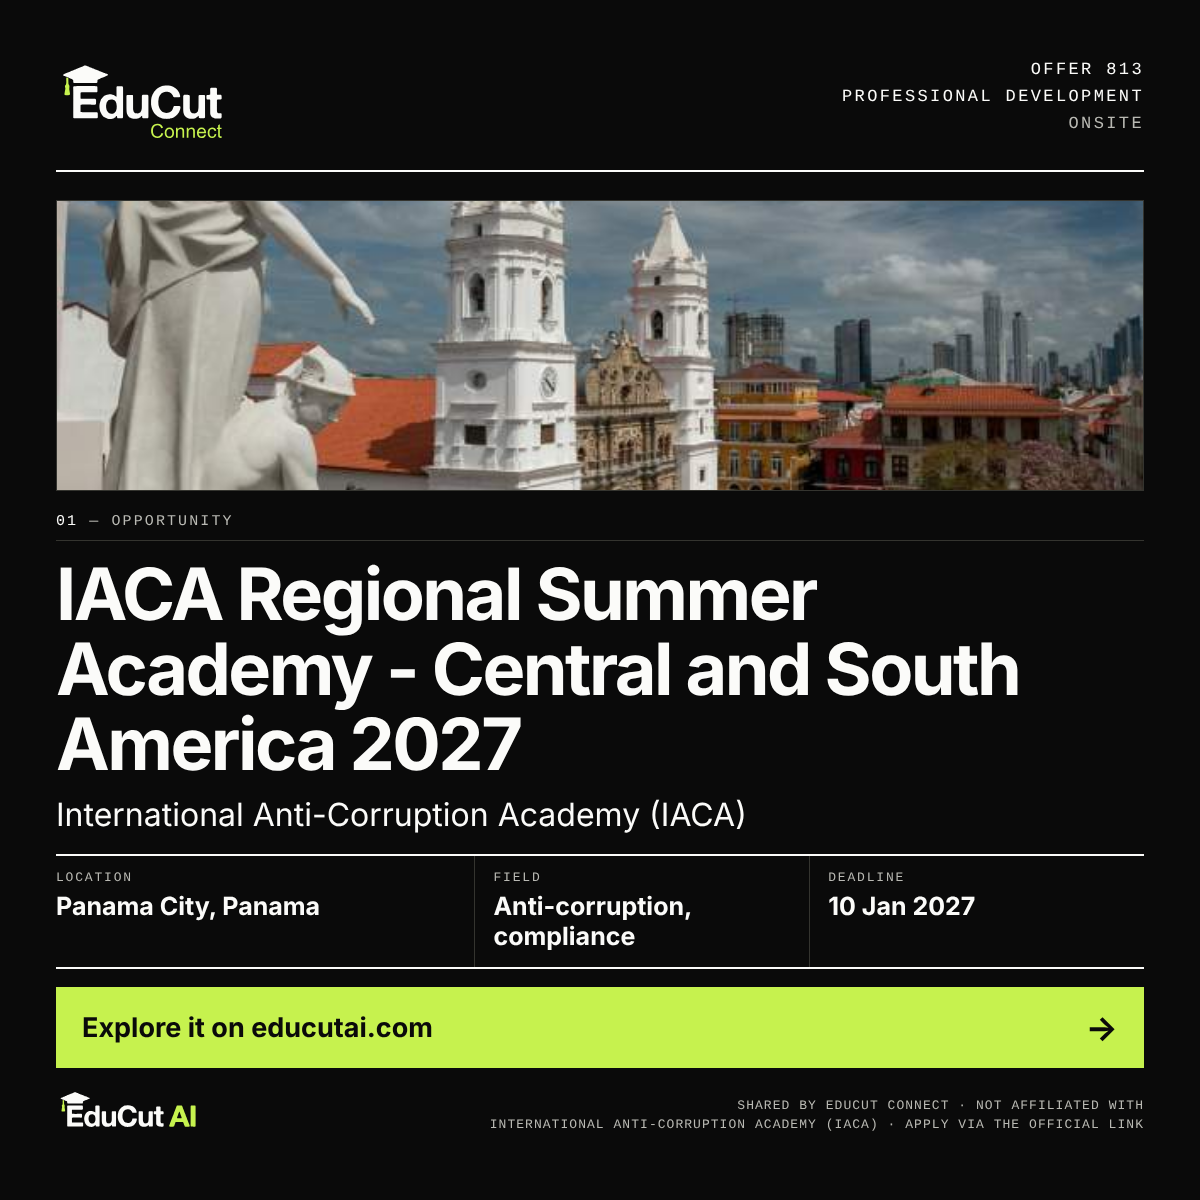 EduCut
Connect
OFFER 813
PROFESSIONAL DEVELOPMENT
ONSITE
01 — OPPORTUNITY
IACA Regional Summer
Academy - Central and South
America 2027
International Anti-Corruption Academy (IACA)
LOCATION
Panama City, Panama
FIELD
Anti-corruption,
compliance
DEADLINE
10 Jan 2027
Explore it on educutai.com →
EduCut AI
SHARED BY EDUCUT CONNECT · NOT AFFILIATED WITH
INTERNATIONAL ANTI-CORRUPTION ACADEMY (IACA) · APPLY VIA THE OFFICIAL LINK